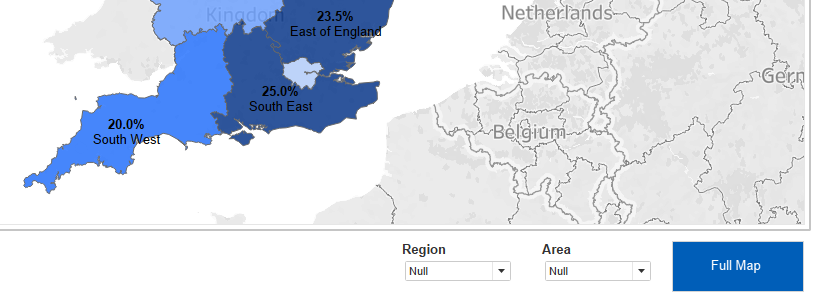 Kingdom
23.5%
East of England
Netherlands
Germ
25.0%
South East
20.0%
South West
Belgium
Region
Area
Null
Null
Full Map